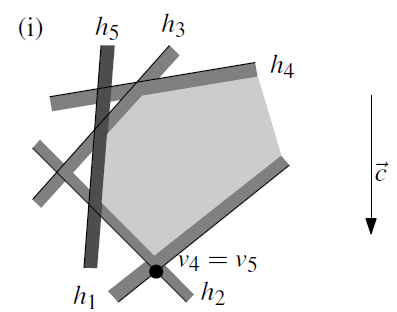 (i)
h5
h3
h4
c⃗
v4 = v5
h1
h2